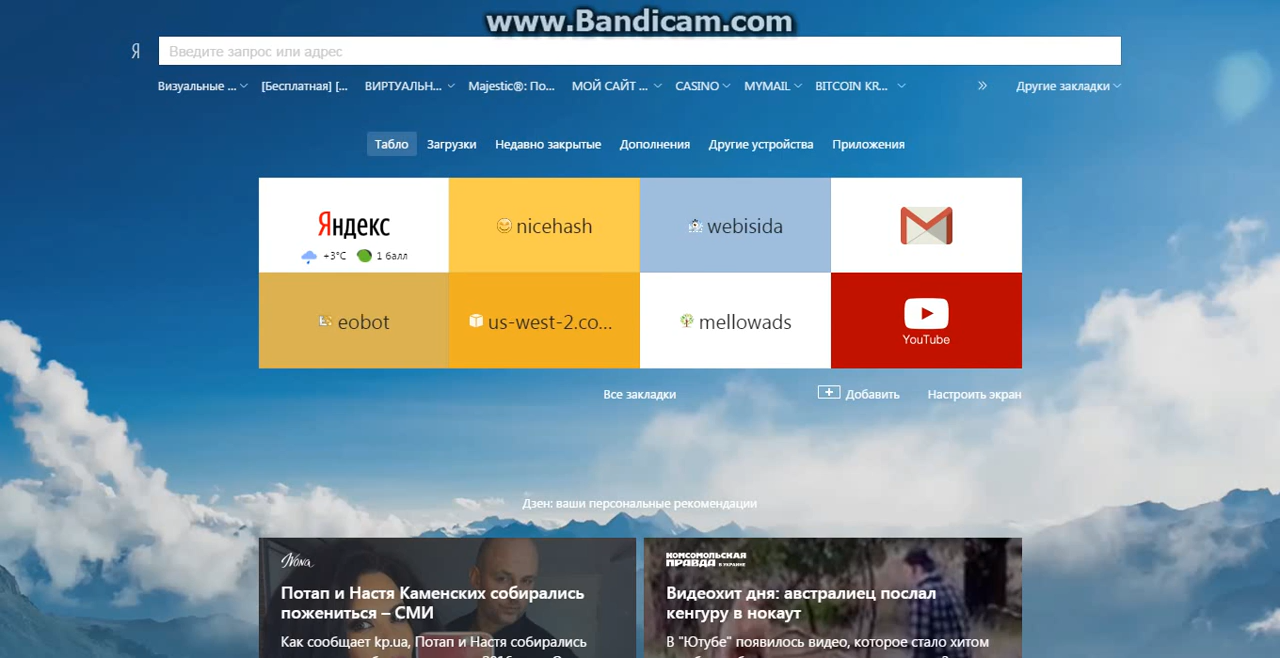 www.Bandicam.com
Я
Введите запрос или адрес
Визуальные ...
[Бесплатная] [...
ВИРТУАЛЬН...
Majestic®: По...
МОЙ САЙТ ...
CASINO
MYMAIL
BITCOIN KR...
»
Другие закладки
Табло
Загрузки
Недавно закрытые
Дополнения
Другие устройства
Приложения
Яндекс
+3°C 1 балл
nicehash
webisida
eobot
us-west-2.co...
mellowads
YouTube
Все закладки
Добавить
Настроить экран
Дзен: ваши персональные рекомендации
Nona
Потап и Настя Каменских собирались
пожениться – СМИ
Как сообщает kp.ua, Потап и Настя собирались
КОМСОМОЛЬСКАЯ
ПРАВДА В УКРАИНЕ
Видеохит дня: австралиец послал
кенгуру в нокаут
В "Ютубе" появилось видео, которое стало хитом